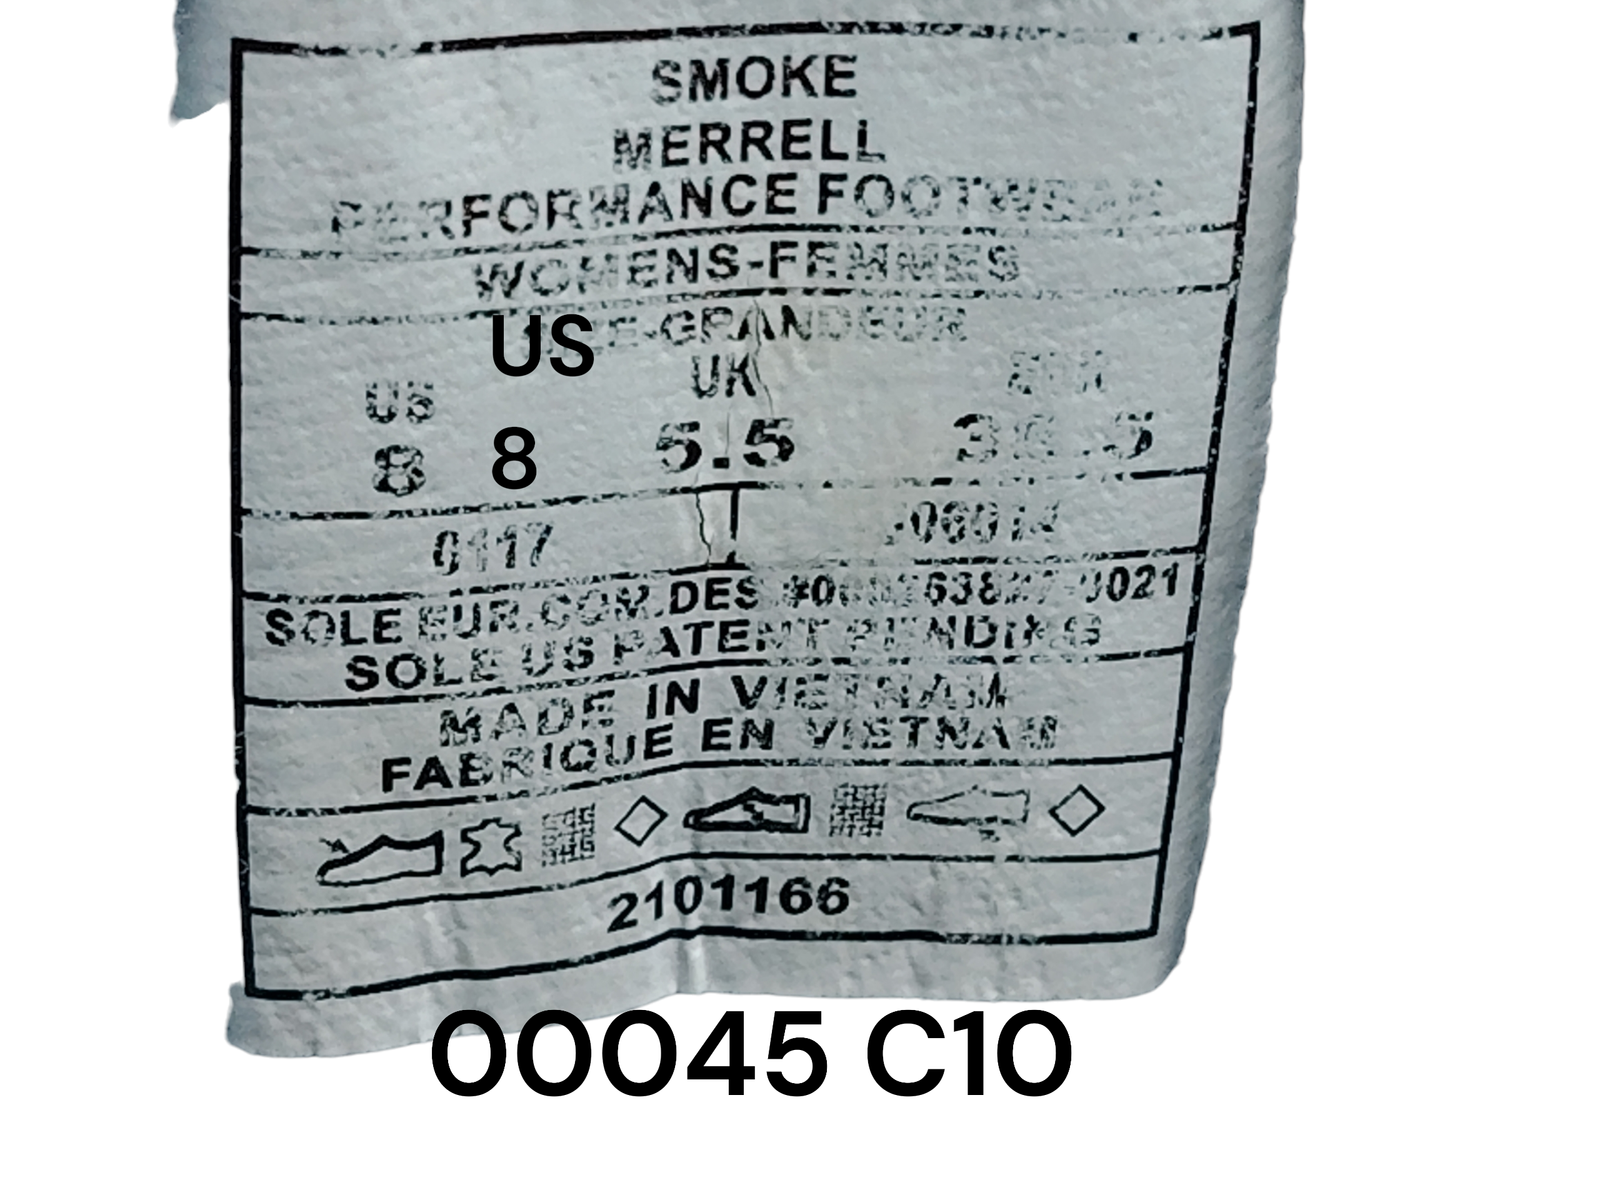 SMOKE
MERRELL
PERFORMANCE FOOTWEAR
WOMENS-FEMMES
US
US UK EUR
8 8 5.5
0117
SOLE EUR.COM.DES
SOLE US PATENT PENDING
MADE IN VIETNAM
FABRIQUE EN VIETNAM
2101166
00045 C10